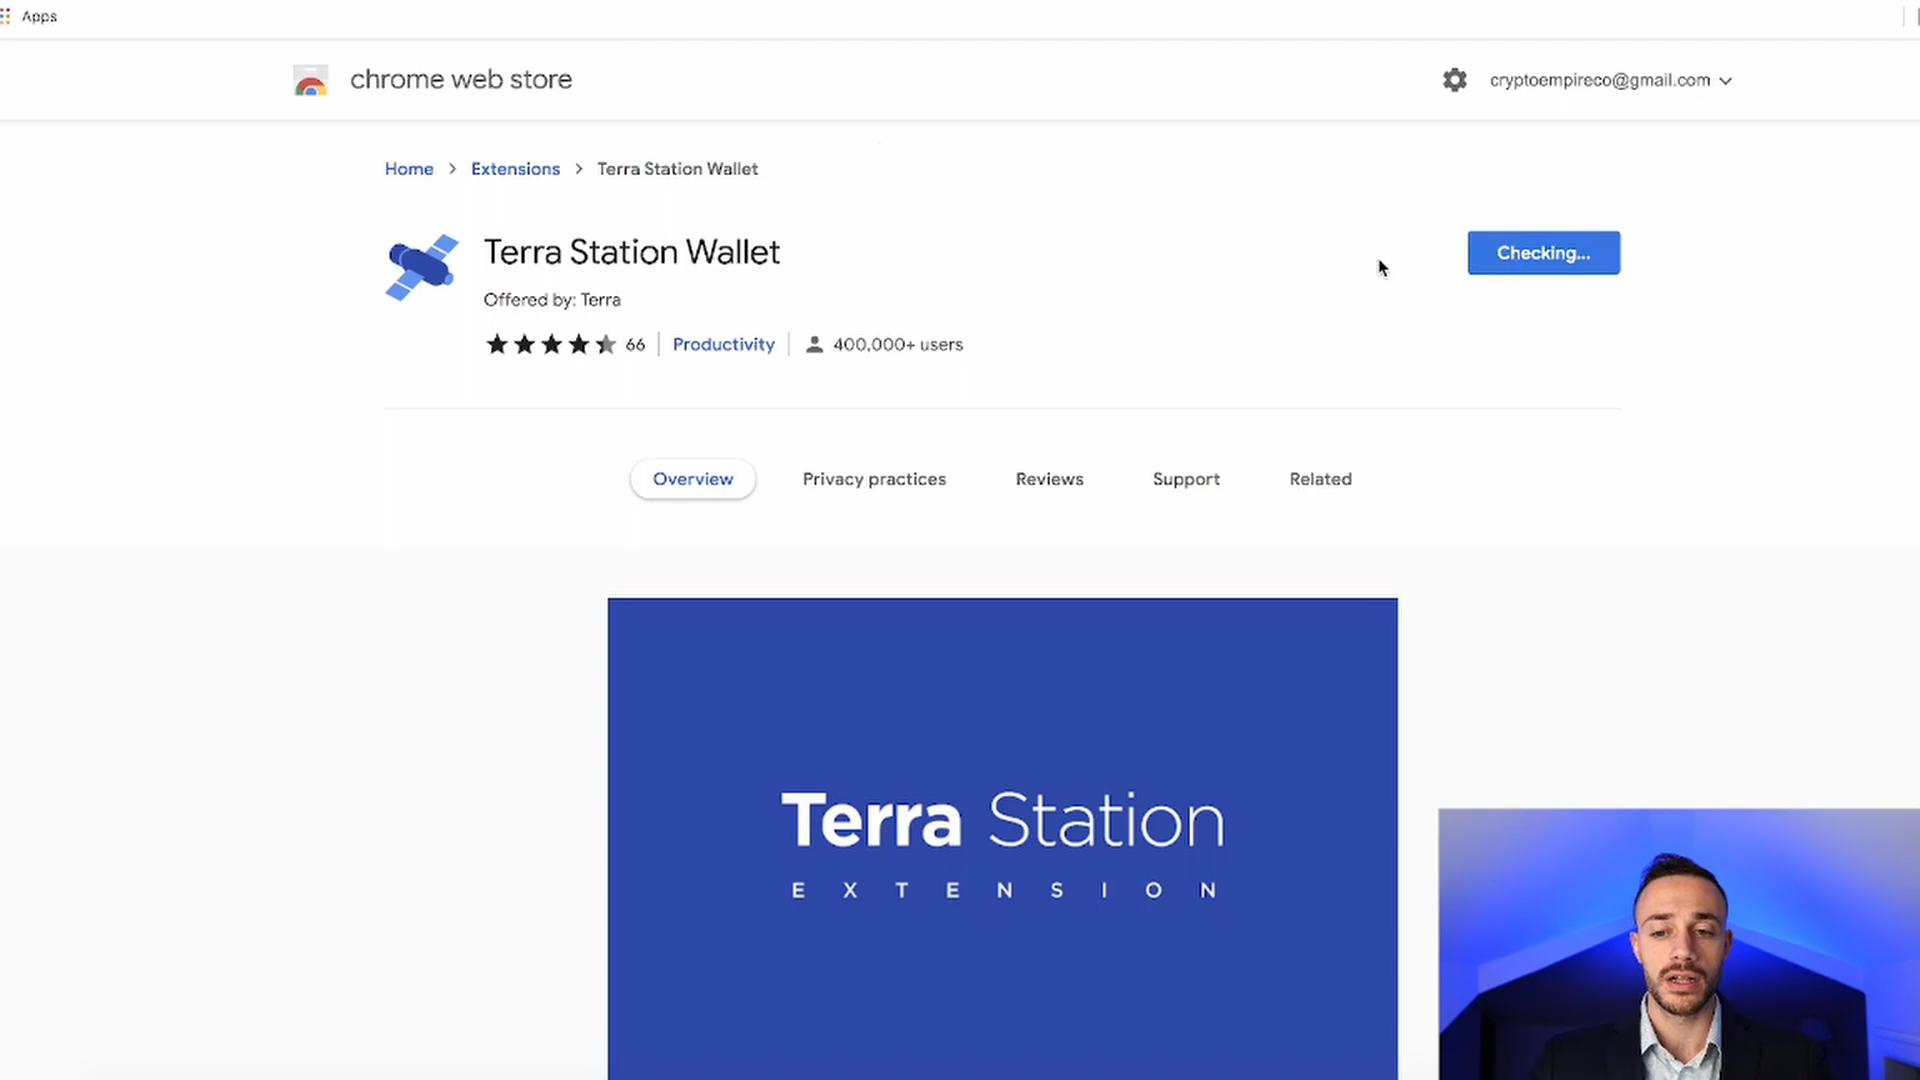 Apps
chrome web store
cryptoempireco@gmail.com
Home > Extensions > Terra Station Wallet
Terra Station Wallet
Checking...
Offered by: Terra
66 | Productivity | 400,000+ users
Overview Privacy practices Reviews Support Related
Terra Station
EXTENSION